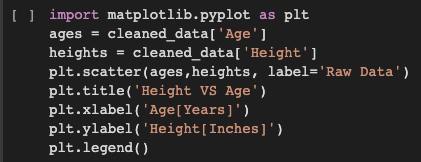 [ ] import matplotlib.pyplot as plt
ages = cleaned_data['Age']
heights = cleaned_data['Height']
plt.scatter(ages,heights, label='Raw Data')
plt.title('Height VS Age')
plt.xlabel('Age[Years]')
plt.ylabel('Height[Inches]')
plt.legend()